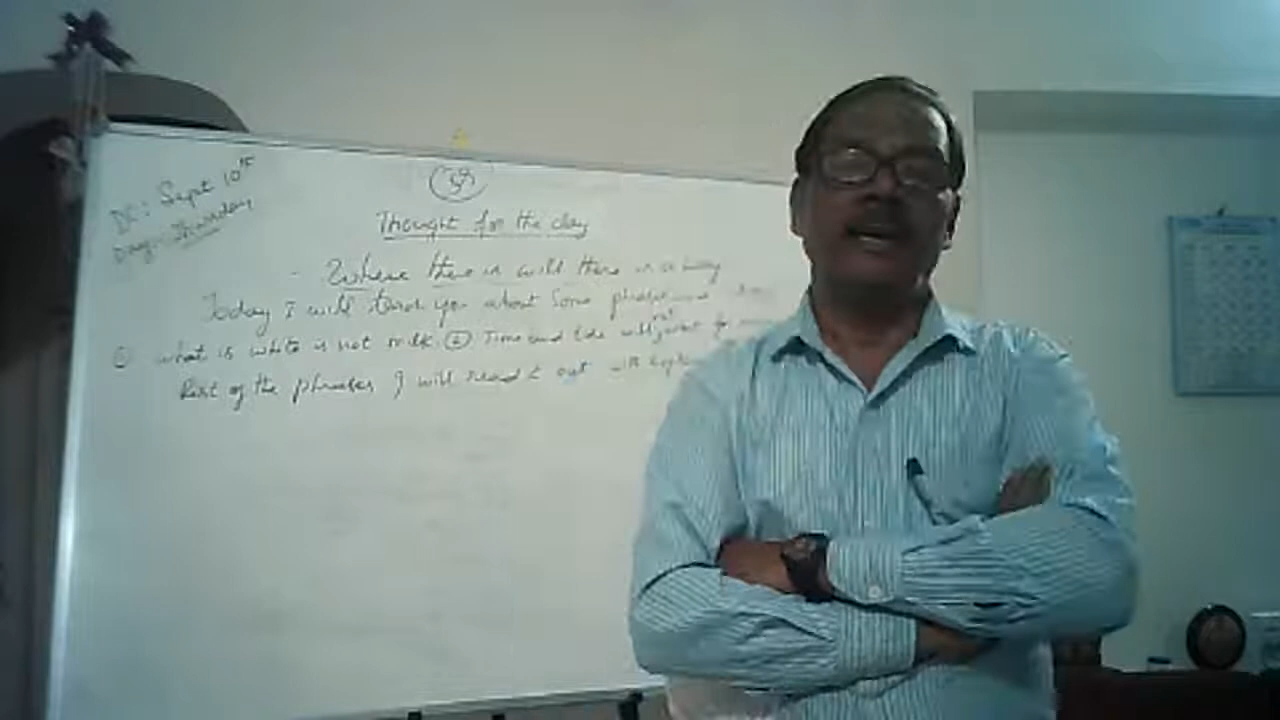 Dt: Sept 10th
Day: Thursday
ॐ
Thought for the day
Where there is will there is a way
Today I will teach you about some phrases
① What is white is not milk. ② Time and tide will not wait for
Rest of the phrases I will read out with